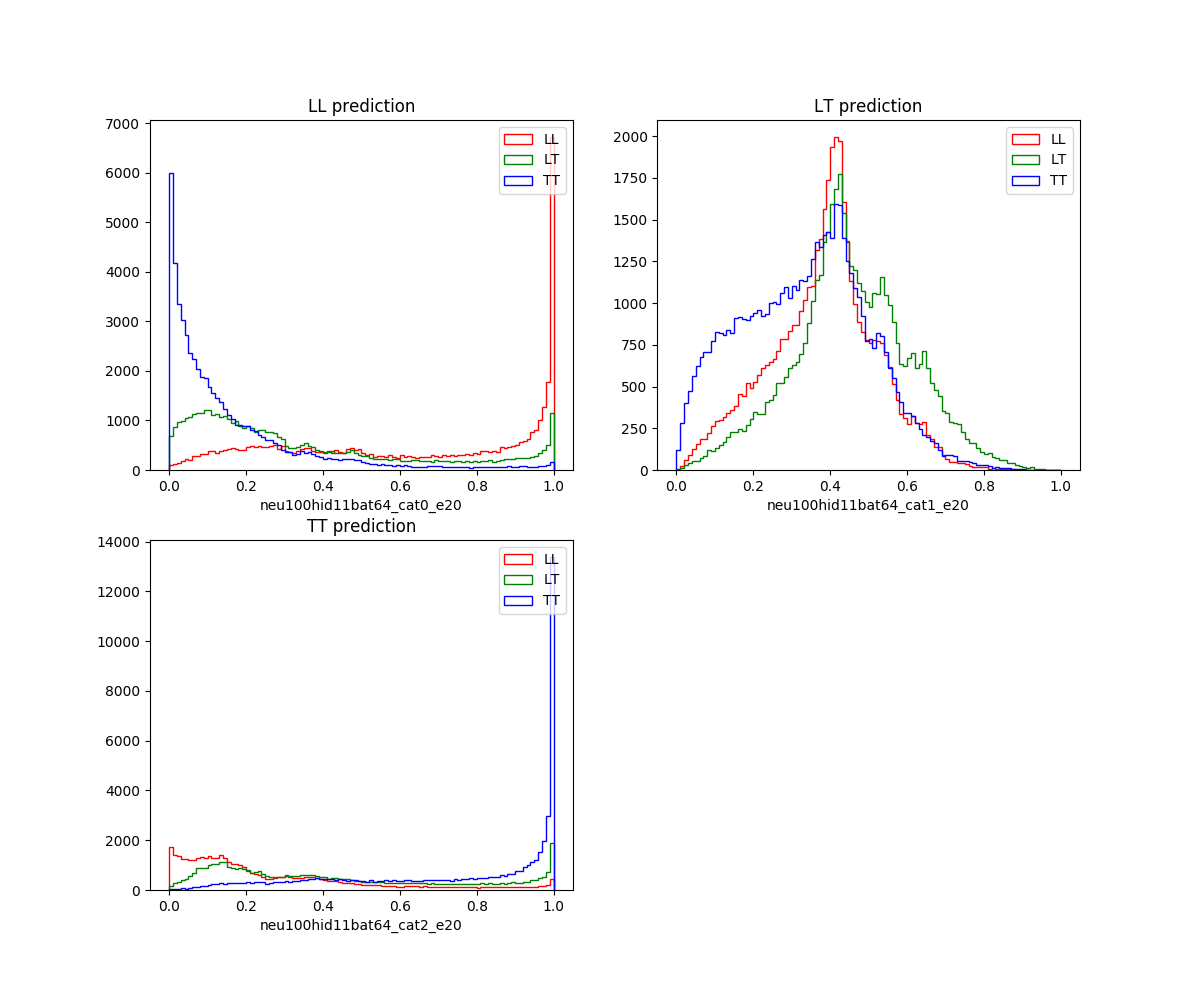 LL prediction
7000
6000
5000
4000
3000
2000
1000
0
LL
LT
TT
0.0 0.2 0.4 0.6 0.8 1.0
neu100hid11bat64_cat0_e20
LT prediction
2000
1750
1500
1250
1000
750
500
250
0
LL
LT
TT
0.0 0.2 0.4 0.6 0.8 1.0
neu100hid11bat64_cat1_e20
TT prediction
14000
12000
10000
8000
6000
4000
2000
0
LL
LT
TT
0.0 0.2 0.4 0.6 0.8 1.0
neu100hid11bat64_cat2_e20